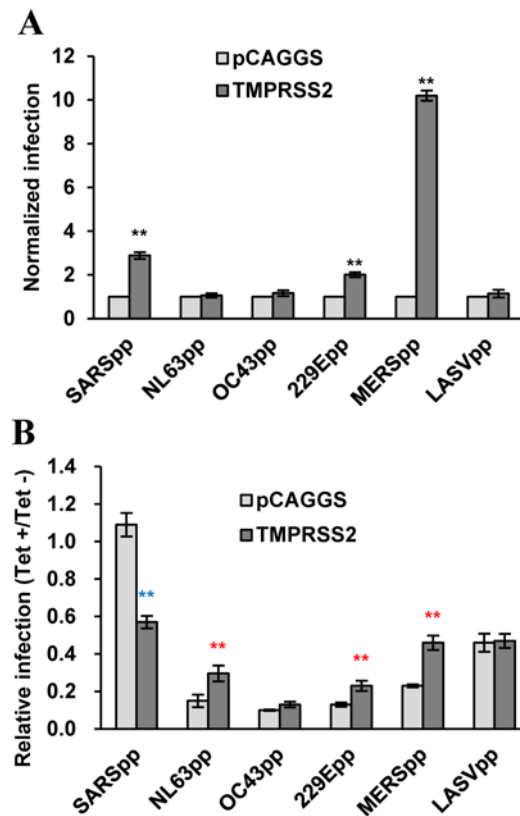 A
pCAGGS
TMPRSS2
Normalized infection
12
10
8
6
4
2
0
**
**
**
SARSpp
NL63pp
OC43pp
229Epp
MERSpp
LASVpp
B
pCAGGS
TMPRSS2
Relative infection (Tet +/Tet -)
1.4
1.2
1.0
0.8
0.6
0.4
0.2
0.0
**
**
**
**
SARSpp
NL63pp
OC43pp
229Epp
MERSpp
LASVpp